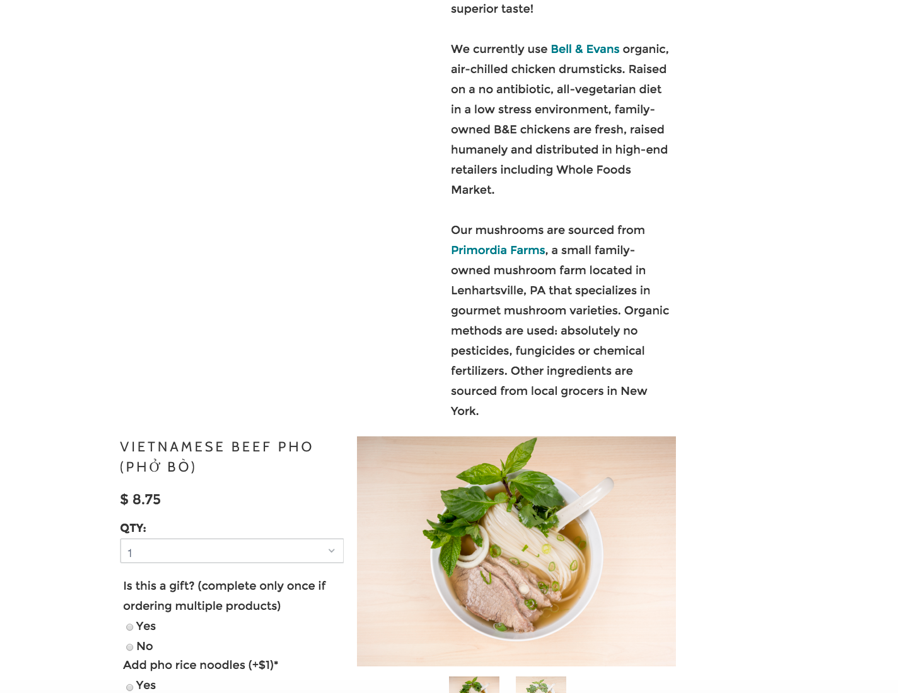 superior taste!
We currently use Bell & Evans organic,
air-chilled chicken drumsticks. Raised
on a no antibiotic, all-vegetarian diet
in a low stress environment, family-
owned B&E chickens are fresh, raised
humanely and distributed in high-end
retailers including Whole Foods
Market.
Our mushrooms are sourced from
Primordia Farms, a small family-
owned mushroom farm located in
Lenhartsville, PA that specializes in
gourmet mushroom varieties. Organic
methods are used: absolutely no
pesticides, fungicides or chemical
fertilizers. Other ingredients are
sourced from local grocers in New
York.
VIETNAMESE BEEF PHO
(PHỞ BÒ)
$ 8.75
QTY:
1
Is this a gift? (complete only once if
ordering multiple products)
Yes
No
Add pho rice noodles (+$1)*
Yes